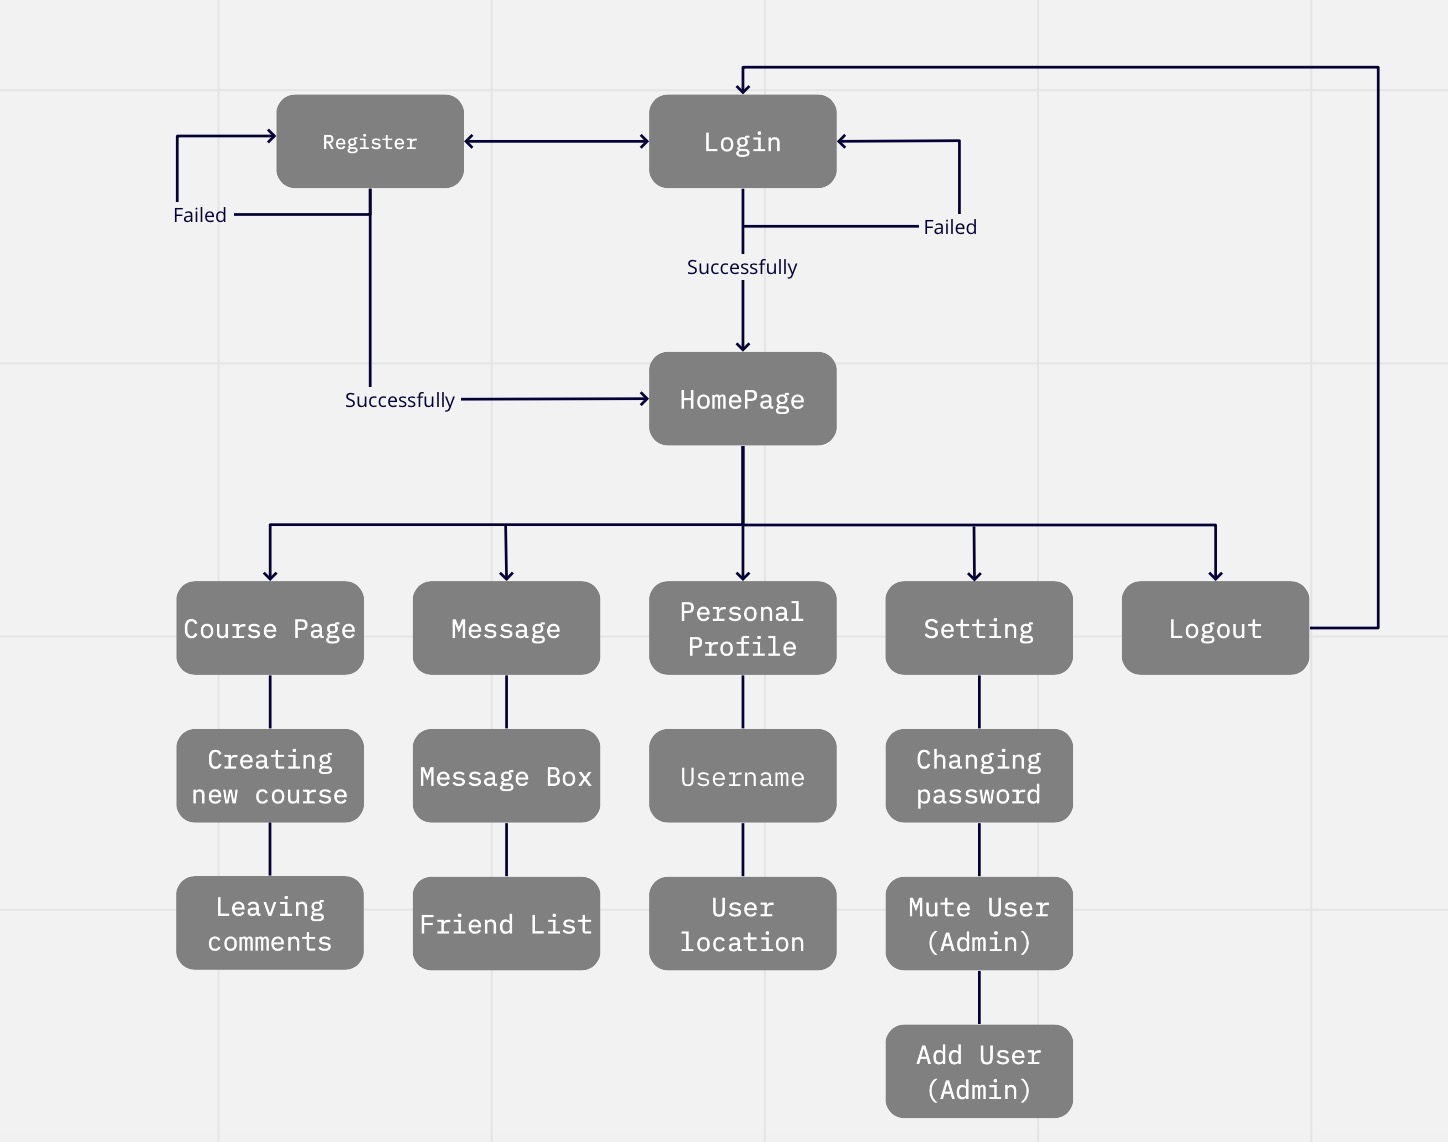 Register
Login
Failed
Failed
Successfully
Successfully
HomePage
Course Page
Message
Personal
Profile
Setting
Logout
Creating
new course
Message Box
Username
Changing
password
Leaving
comments
Friend List
User
location
Mute User
(Admin)
Add User
(Admin)